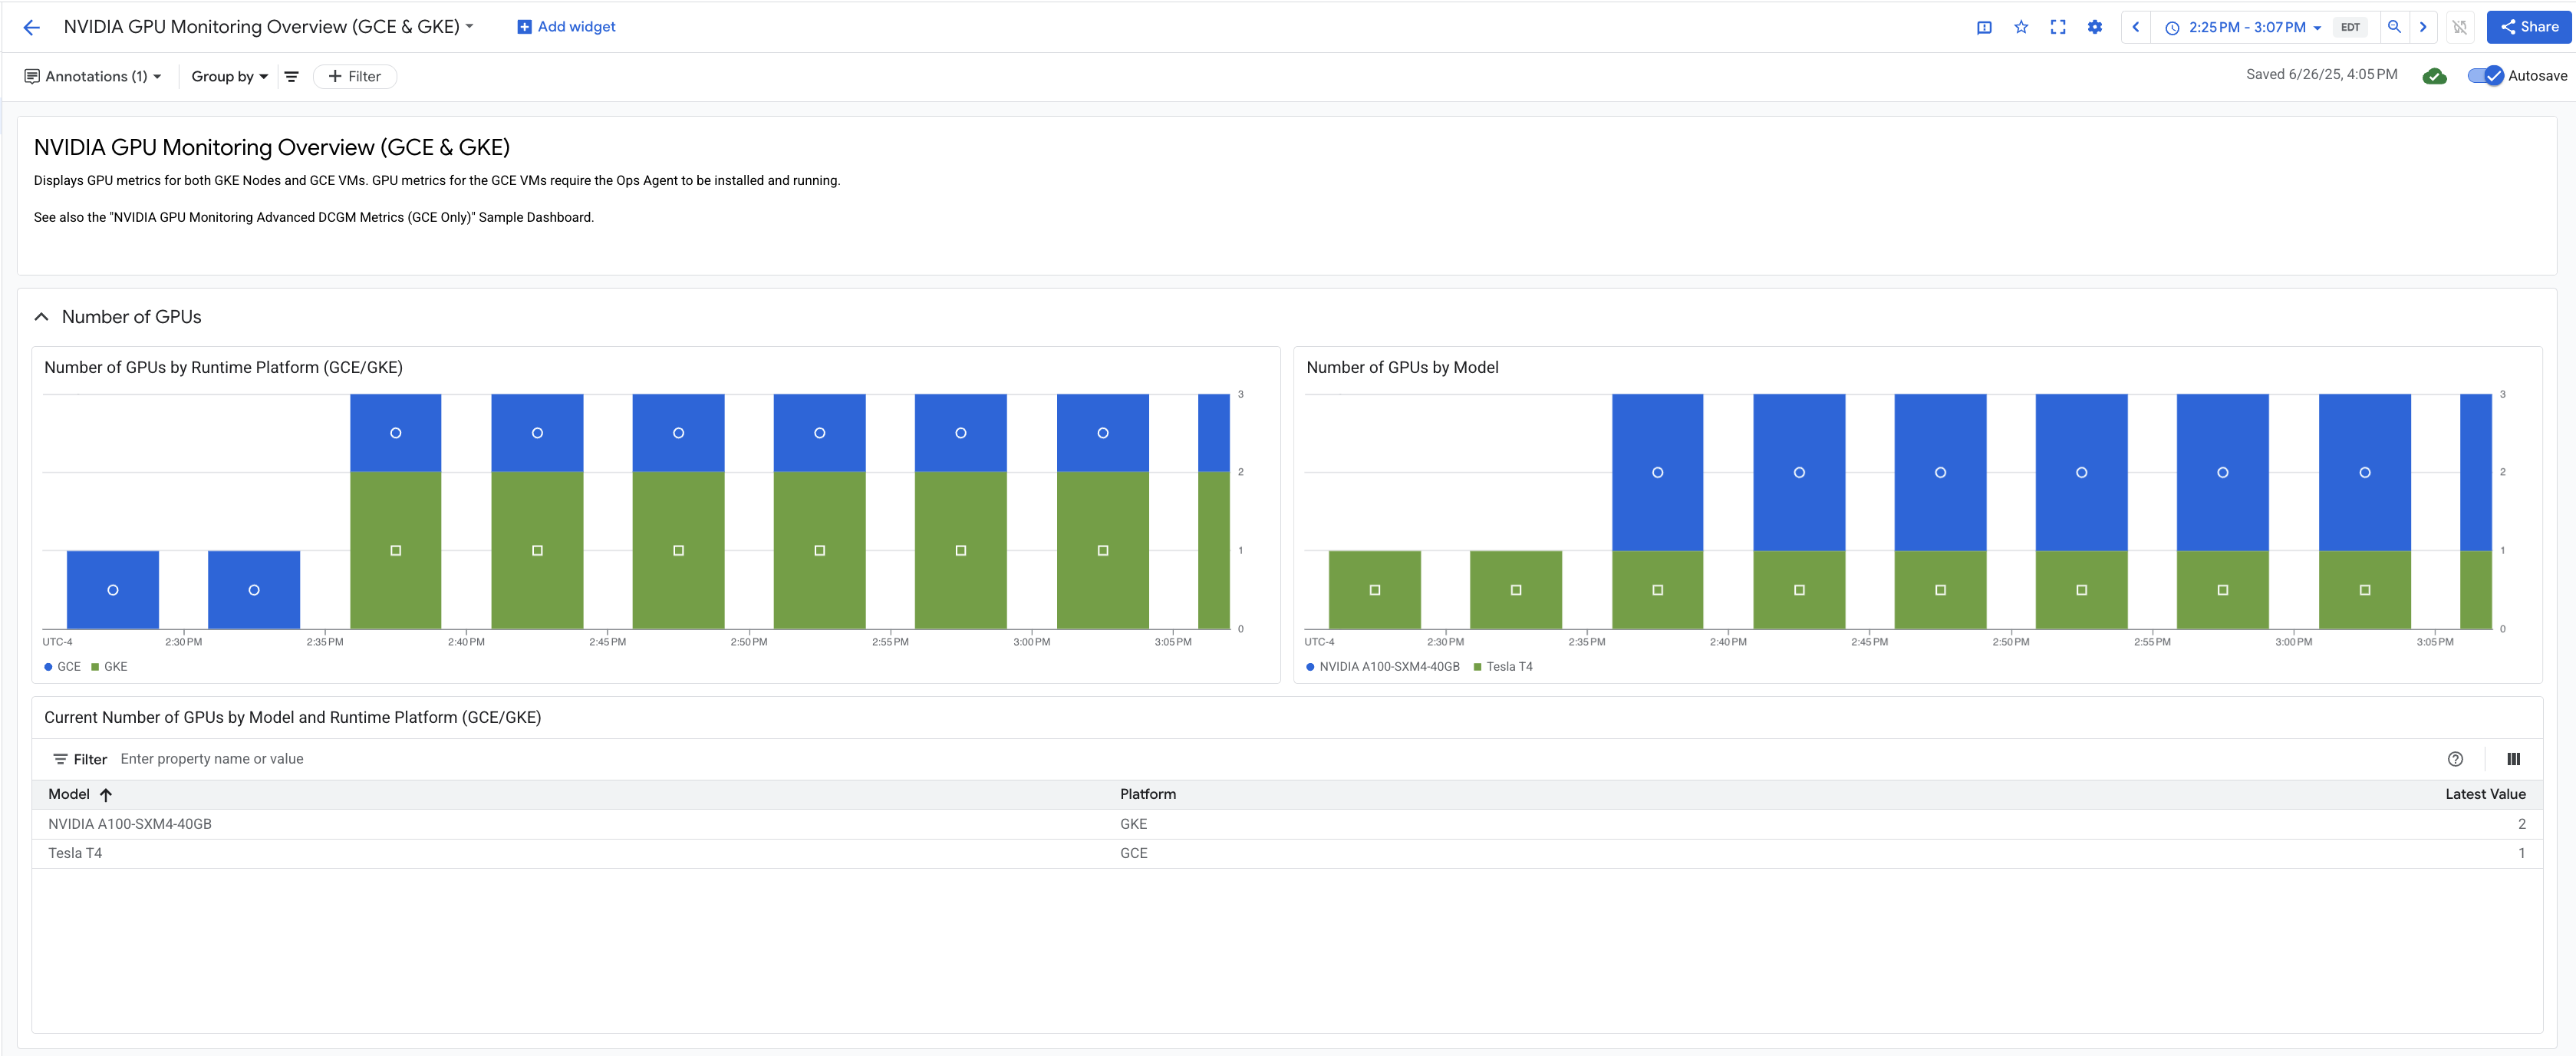 NVIDIA GPU Monitoring Overview (GCE & GKE)
Add widget
2:25 PM - 3:07 PM
EDT
Share
Annotations (1)
Group by
Filter
Saved 6/26/25, 4:05 PM
Autosave
NVIDIA GPU Monitoring Overview (GCE & GKE)
Displays GPU metrics for both GKE Nodes and GCE VMs. GPU metrics for the GCE VMs require the Ops Agent to be installed and running.
See also the "NVIDIA GPU Monitoring Advanced DCGM Metrics (GCE Only)" Sample Dashboard.
Number of GPUs
Number of GPUs by Runtime Platform (GCE/GKE)
3
2
1
0
UTC-4 2:30 PM 2:35 PM 2:40 PM 2:45 PM 2:50 PM 2:55 PM 3:00 PM 3:05 PM
GCE GKE
Number of GPUs by Model
3
2
1
0
UTC-4 2:30 PM 2:35 PM 2:40 PM 2:45 PM 2:50 PM 2:55 PM 3:00 PM 3:05 PM
NVIDIA A100-SXM4-40GB Tesla T4
Current Number of GPUs by Model and Runtime Platform (GCE/GKE)
Filter Enter property name or value
Model Platform Latest Value
NVIDIA A100-SXM4-40GB GKE 2
Tesla T4 GCE 1